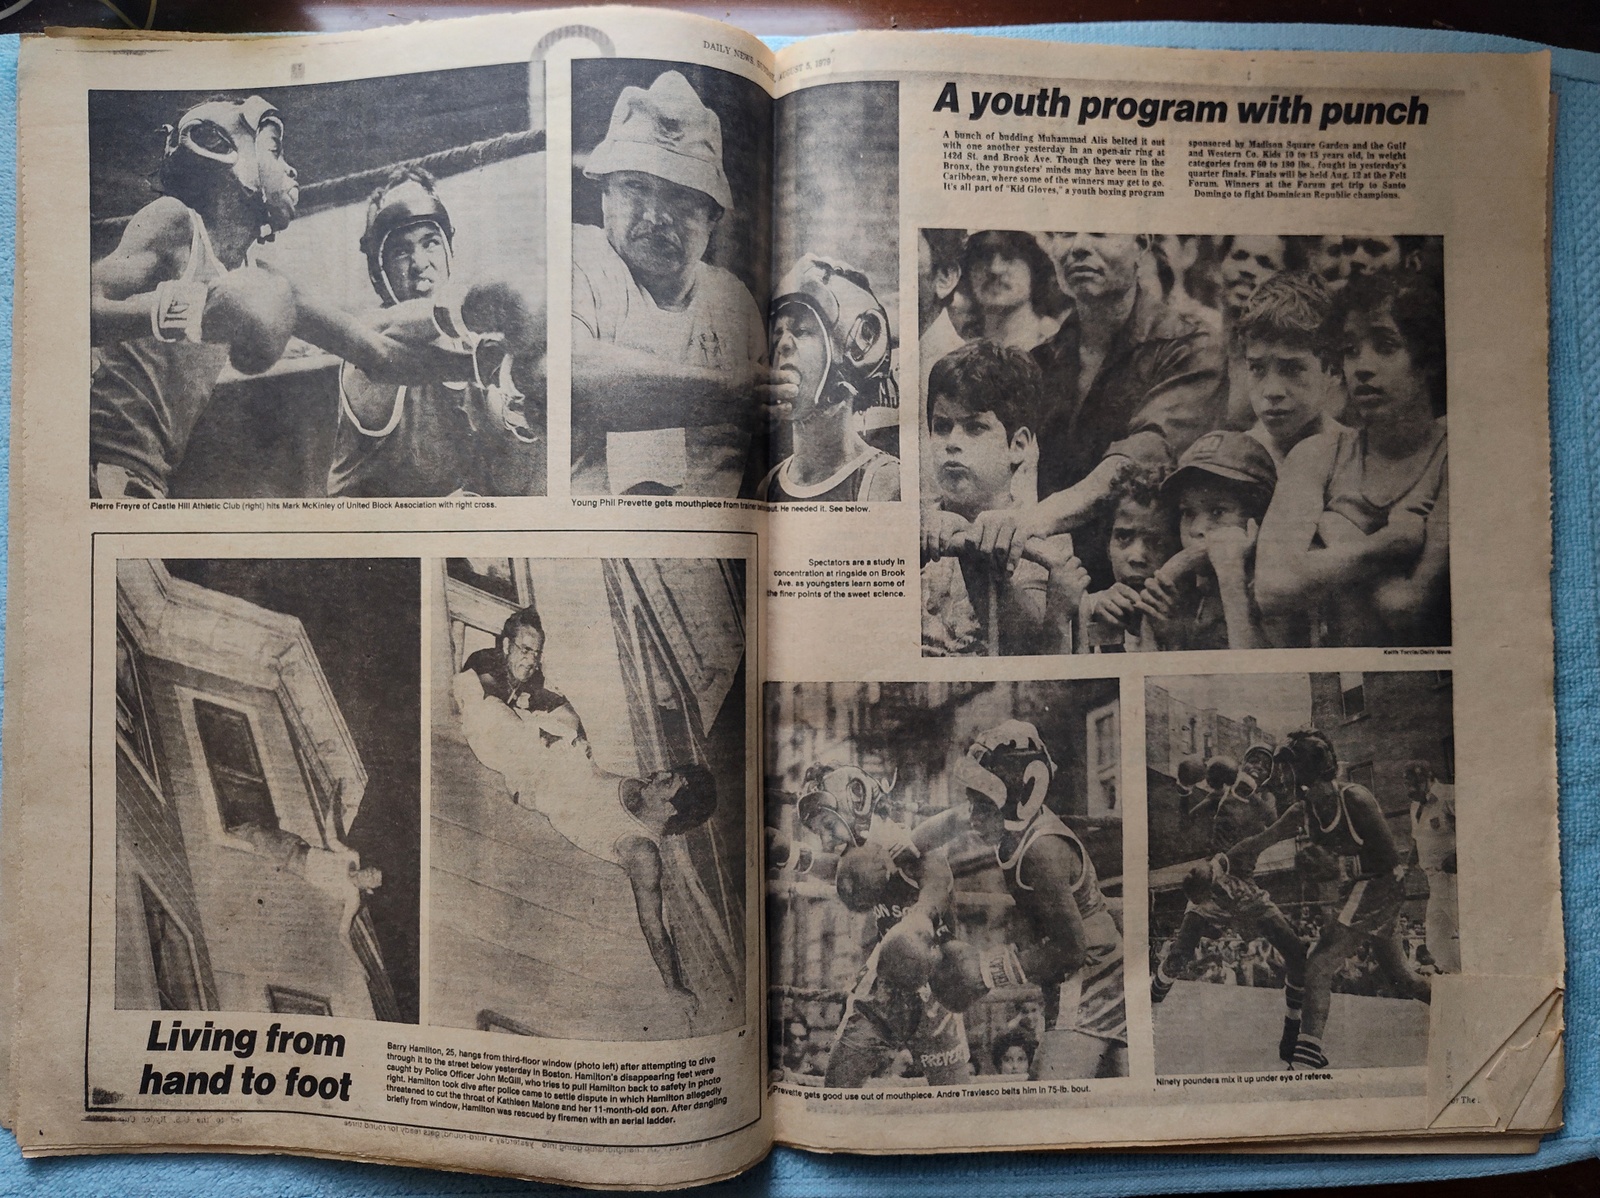 DAILY NEWS, SUNDAY, AUGUST 5, 1979
A youth program with punch
A bunch of budding Muhammad Alis belted it out
with one another yesterday in an open-air ring at
142d St. and Brook Ave. Though they were in the
Bronx, the youngsters' minds may have been in the
Caribbean, where some of the winners may get to go.
It's all part of "Kid Gloves," a youth boxing program
sponsored by Madison Square Garden and the Gulf
and Western Co. Kids 10 to 15 years old, in weight
categories from 60 to 130 lbs., fought in yesterday's
quarter finals. Finals will be held Aug. 12 at the Felt
Forum. Winners at the Forum get trip to Santo
Domingo to fight Dominican Republic champions.
Pierre Freyre of Castle Hill Athletic Club (right) hits Mark McKinley of United Block Association with right cross.
Young Phil Prevette gets mouthpiece from trainer bout. He needed it. See below.
Spectators are a study in
concentration at ringside on Brook
Ave. as youngsters learn some of
the finer points of the sweet science.
Keith Torrie/Daily News
AP
Living from
hand to foot
Barry Hamilton, 25, hangs from third-floor window (photo left) after attempting to dive
through it to the street below yesterday in Boston. Hamilton's disappearing feet were
caught by Police Officer John McGill, who tries to pull Hamilton back to safety in photo
right. Hamilton took dive after police came to settle dispute in which Hamilton allegedly
threatened to cut the throat of Kathleen Malone and her 11-month-old son. After dangling
briefly from window, Hamilton was rescued by firemen with an aerial ladder.
Prevette gets good use out of mouthpiece. Andre Traviesco belts him in 75-lb. bout.
Ninety pounders mix it up under eye of referee.
The